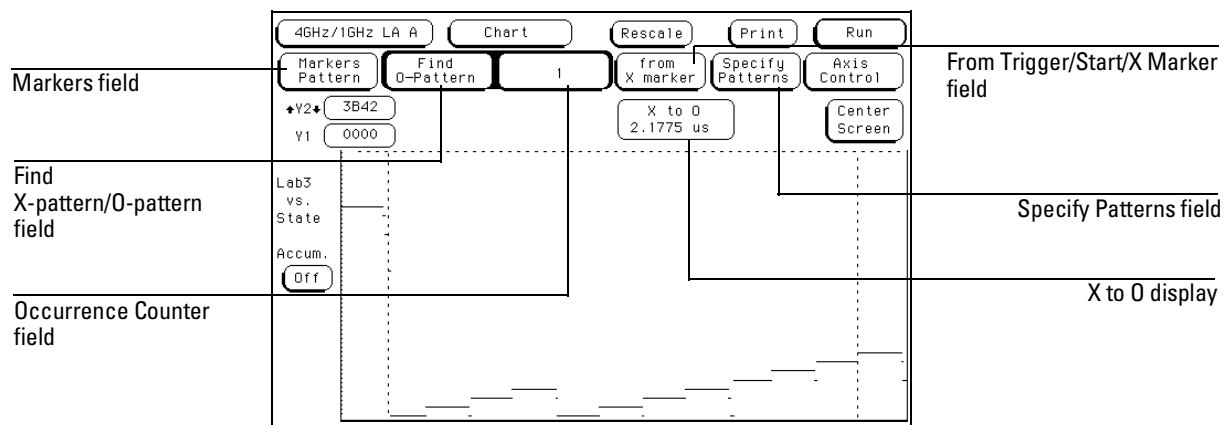 4GHz/1GHz LA A
Chart
Rescale
Print
Run
Markers
Pattern
Find
O-Pattern
1
from
X marker
Specify
Patterns
Axis
Control
Y2
3B42
Y1
0000
X to O
2.1775 us
Center
Screen
Lab3
vs.
State
Accum.
Off
Markers field
Find
X-pattern/O-pattern
field
Occurrence Counter
field
From Trigger/Start/X Marker
field
Specify Patterns field
X to O display